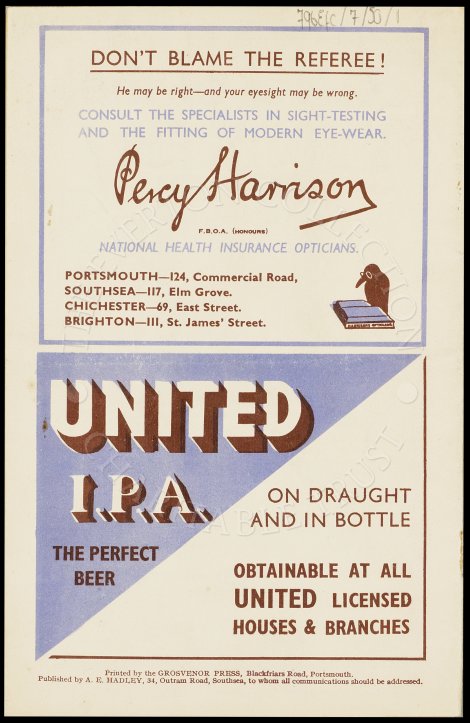 796EFC/7/50/1
DON'T BLAME THE REFEREE!
He may be right—and your eyesight may be wrong.
CONSULT THE SPECIALISTS IN SIGHT-TESTING
AND THE FITTING OF MODERN EYE-WEAR.
Percy Harrison
F.B.O.A. (HONOURS)
NATIONAL HEALTH INSURANCE OPTICIANS.
PORTSMOUTH—124, Commercial Road,
SOUTHSEA—117, Elm Grove.
CHICHESTER—69, East Street.
BRIGHTON—111, St. James' Street.
UNITED
I.P.A.
THE PERFECT
BEER
ON DRAUGHT
AND IN BOTTLE
OBTAINABLE AT ALL
UNITED LICENSED
HOUSES & BRANCHES
Printed by the GROSVENOR PRESS, Blackfriars Road, Portsmouth.
Published by A. E. HADLEY, 34, Outram Road, Southsea, to whom all communications should be addressed.